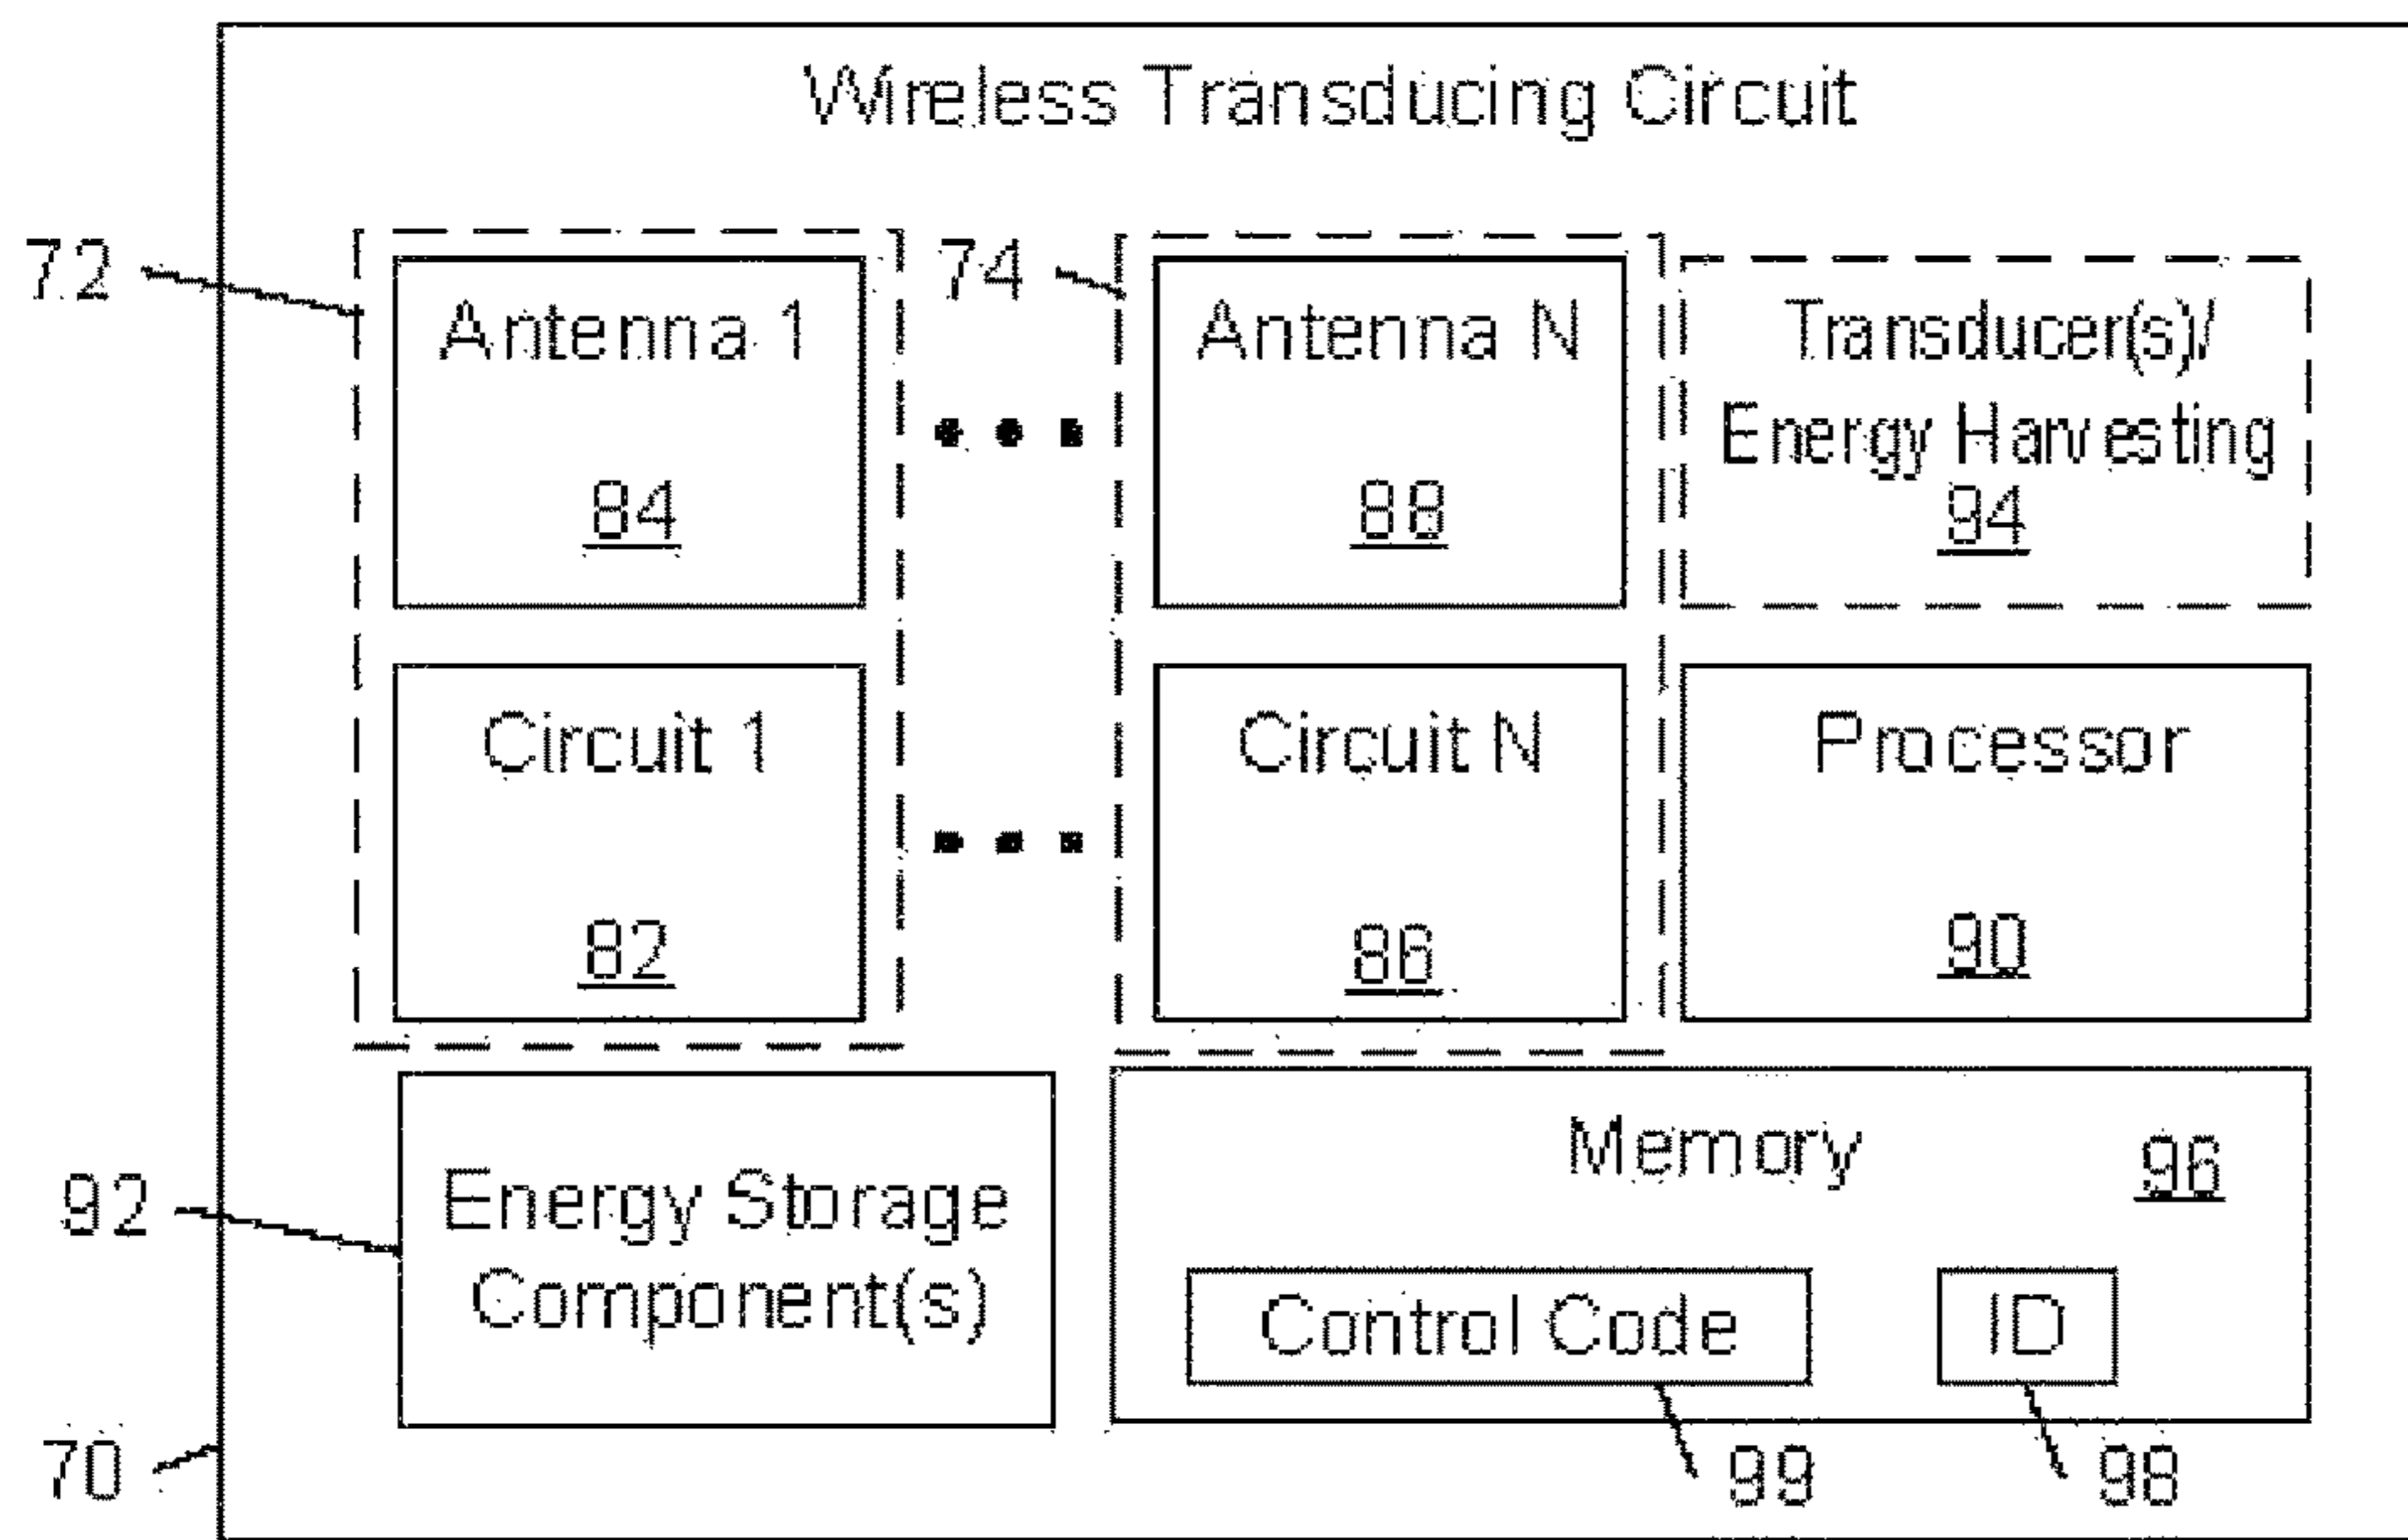 Wireless Transducing Circuit
72
74
Antenna 1
84
Antenna N
88
Transducer(s)/
Energy Harvesting
94
Circuit 1
82
Circuit N
86
Processor
90
92
Energy Storage
Component(s)
Memory
96
Control Code
ID
70
99
98